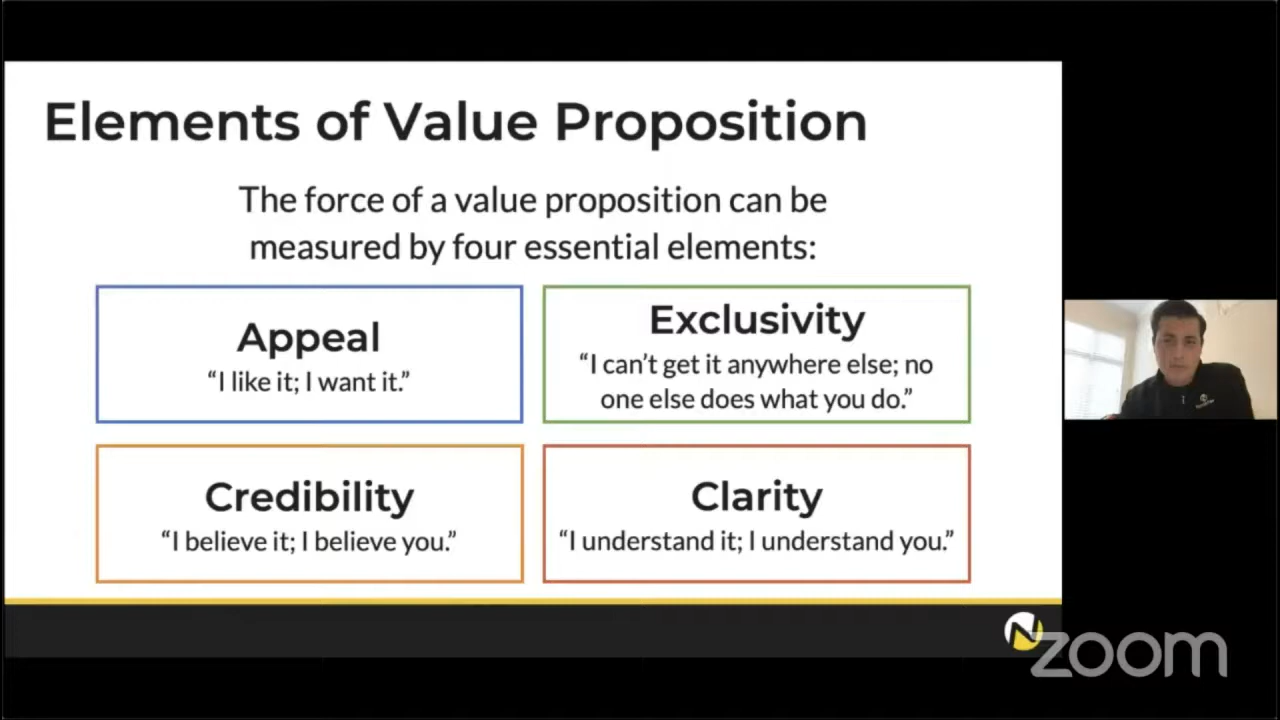 Elements of Value Proposition
The force of a value proposition can be
measured by four essential elements:
Appeal
“I like it; I want it.”
Exclusivity
“I can’t get it anywhere else; no
one else does what you do.”
Credibility
“I believe it; I believe you.”
Clarity
“I understand it; I understand you.”
N
zoom